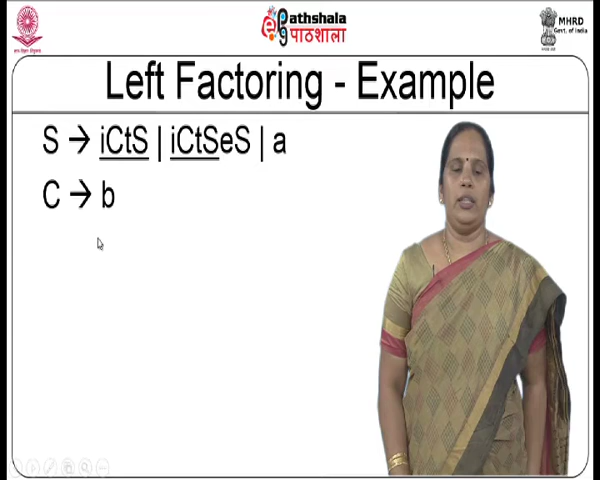 Pathshala
पाठशाला
MHRD
Govt. of India
Left Factoring - Example
S → iCtS | iCtSeS | a
C → b